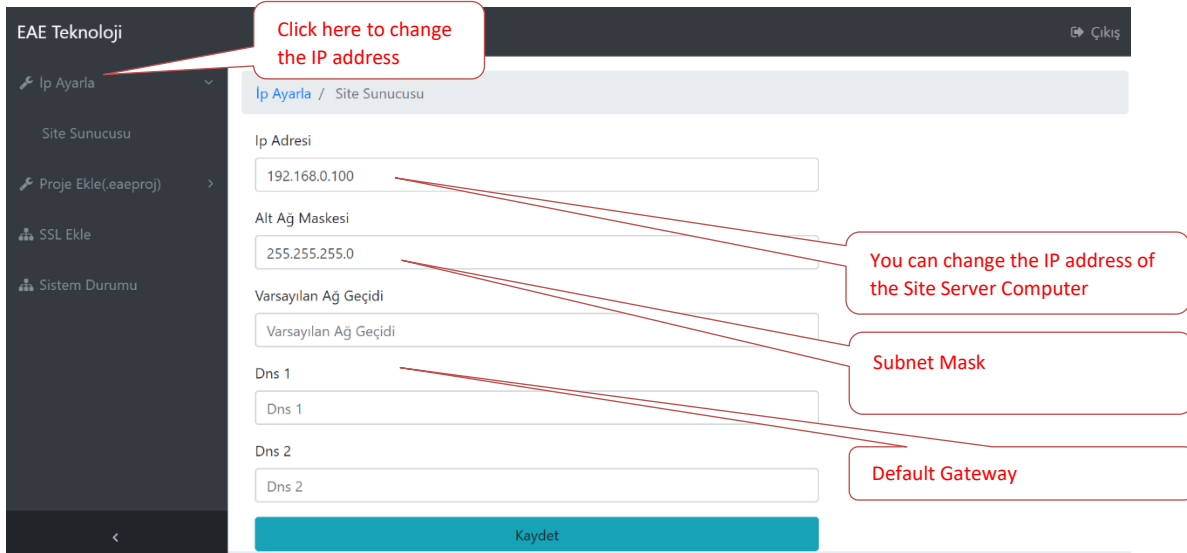 EAE Teknoloji
Click here to change
the IP address
Çıkış
İp Ayarla
İp Ayarla / Site Sunucusu
Site Sunucusu
Ip Adresi
192.168.0.100
Proje Ekle(.eaeproj)
Alt Ağ Maskesi
SSL Ekle
255.255.255.0
You can change the IP address of
the Site Server Computer
Sistem Durumu
Varsayılan Ağ Geçidi
Varsayılan Ağ Geçidi
Subnet Mask
Dns 1
Dns 1
Dns 2
Default Gateway
Dns 2
Kaydet